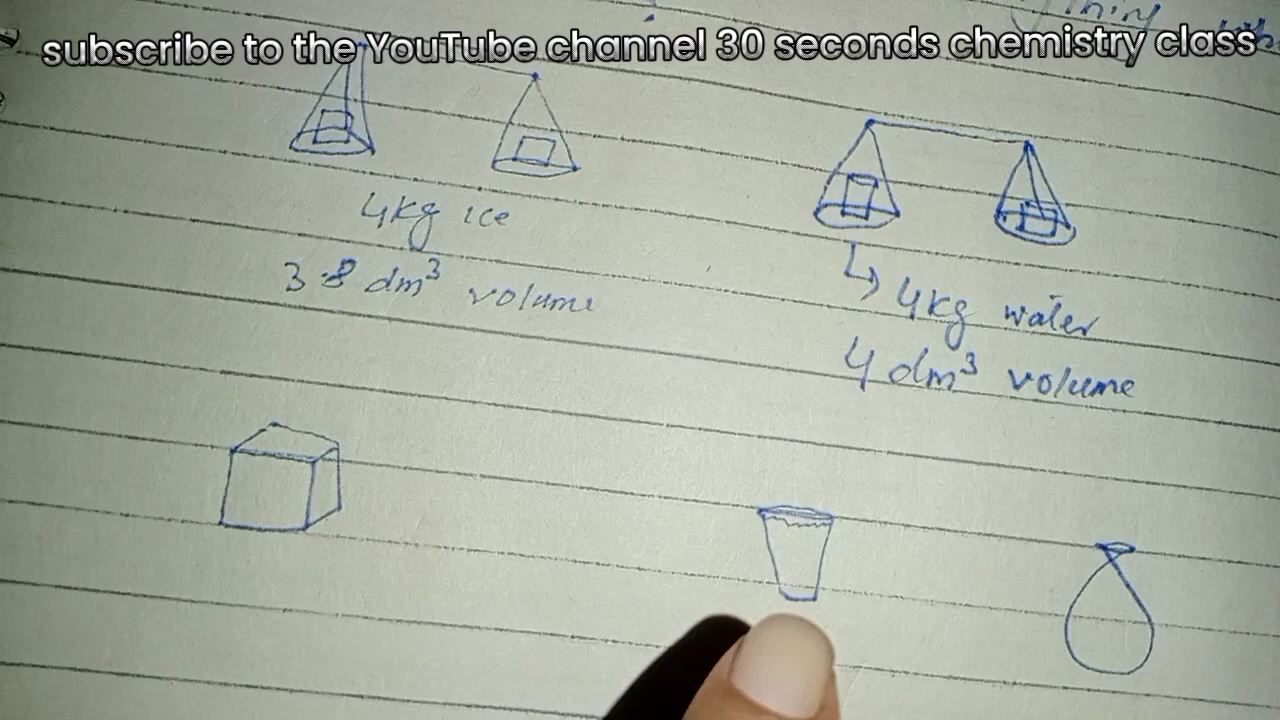 subscribe to the YouTube channel 30 seconds chemistry class
4kg ice
3.8 dm³ volume
↳ 4kg water
4 dm³ volume